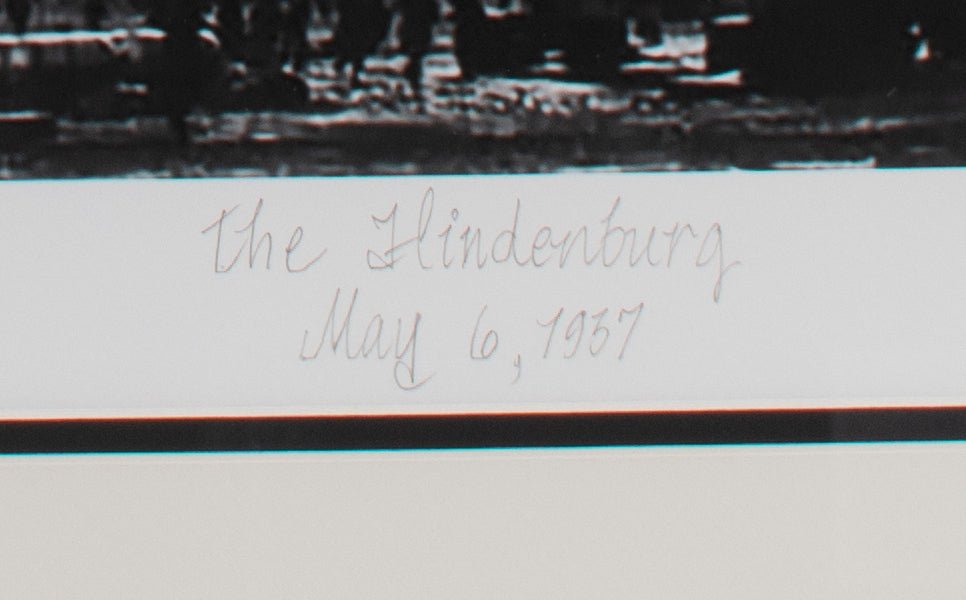 the Hindenburg
May 6, 1937